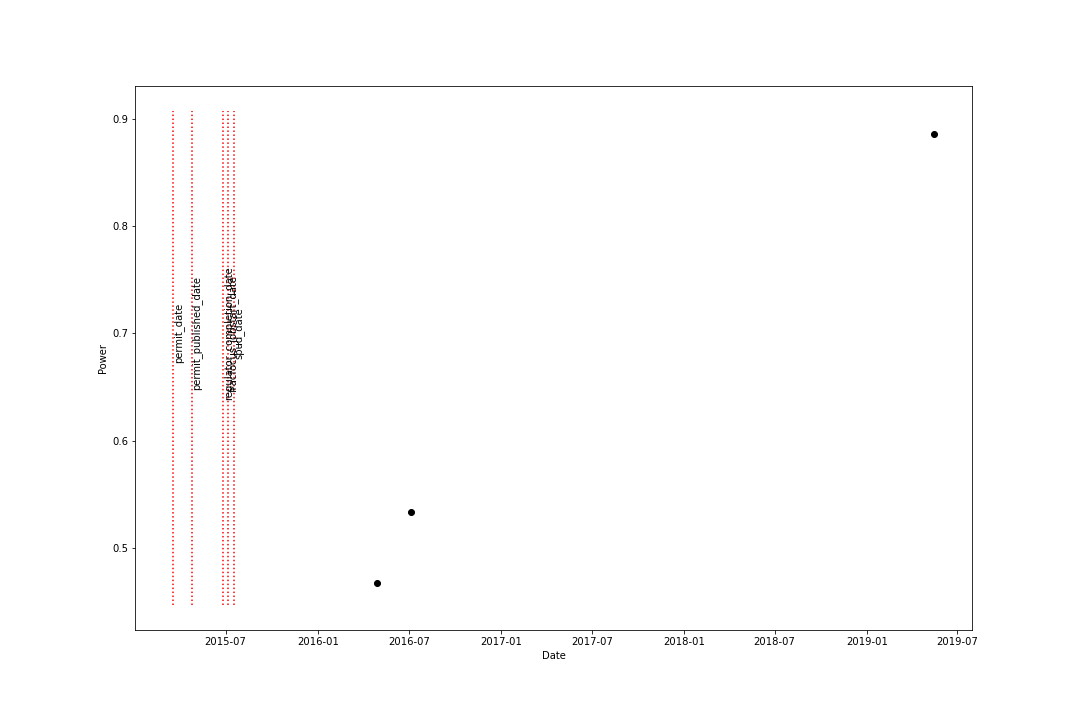 0.9
0.8
0.7
0.6
0.5
Power
permit_date
permit_published_date
regulator_completion_date
spud_date
2015-07
2016-01
2016-07
2017-01
2017-07
2018-01
2018-07
2019-01
2019-07
Date